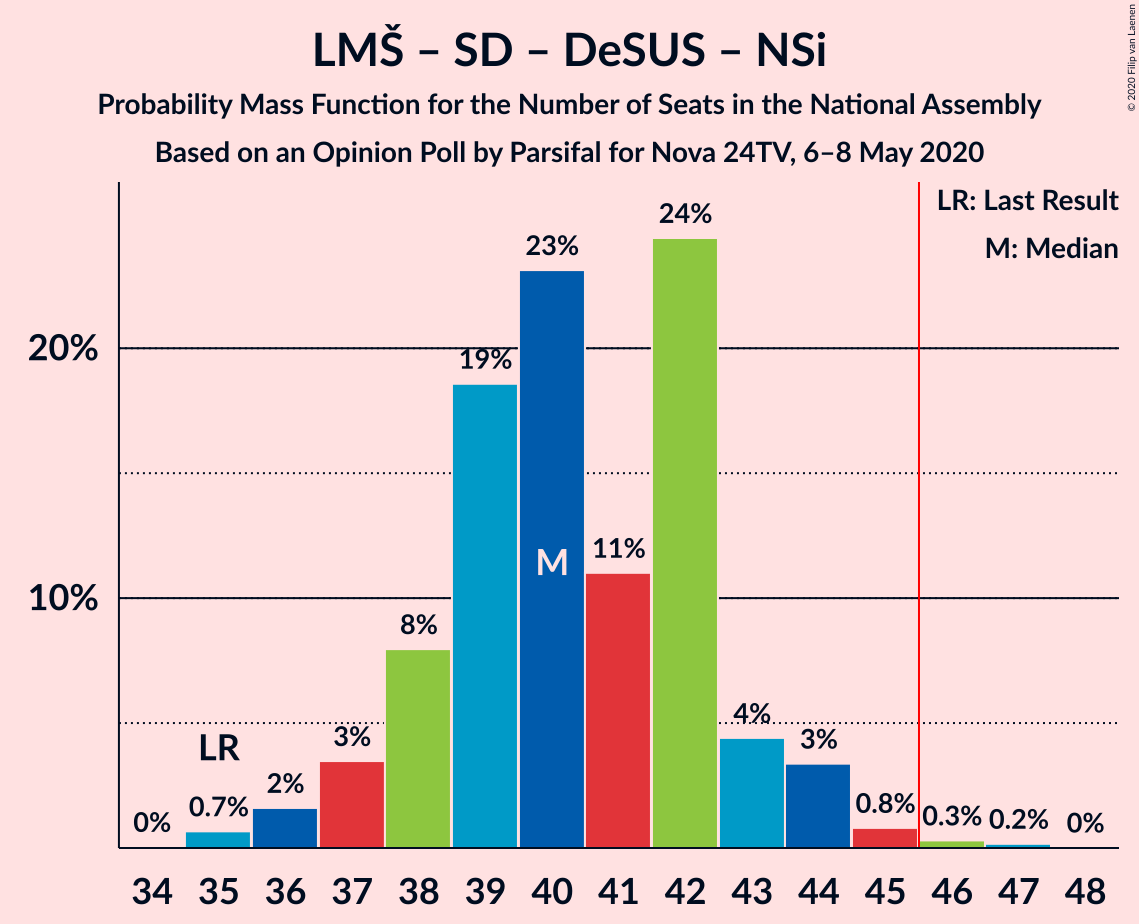 LMŠ – SD – DeSUS – NSi
Probability Mass Function for the Number of Seats in the National Assembly
Based on an Opinion Poll by Parsifal for Nova 24TV, 6–8 May 2020
© 2020 Filip van Laenen
LR: Last Result
M: Median
20%
10%
0%
0.7%
2%
3%
8%
19%
23%
11%
24%
4%
3%
0.8%
0.3%
0.2%
0%
LR
M
34 35 36 37 38 39 40 41 42 43 44 45 46 47 48